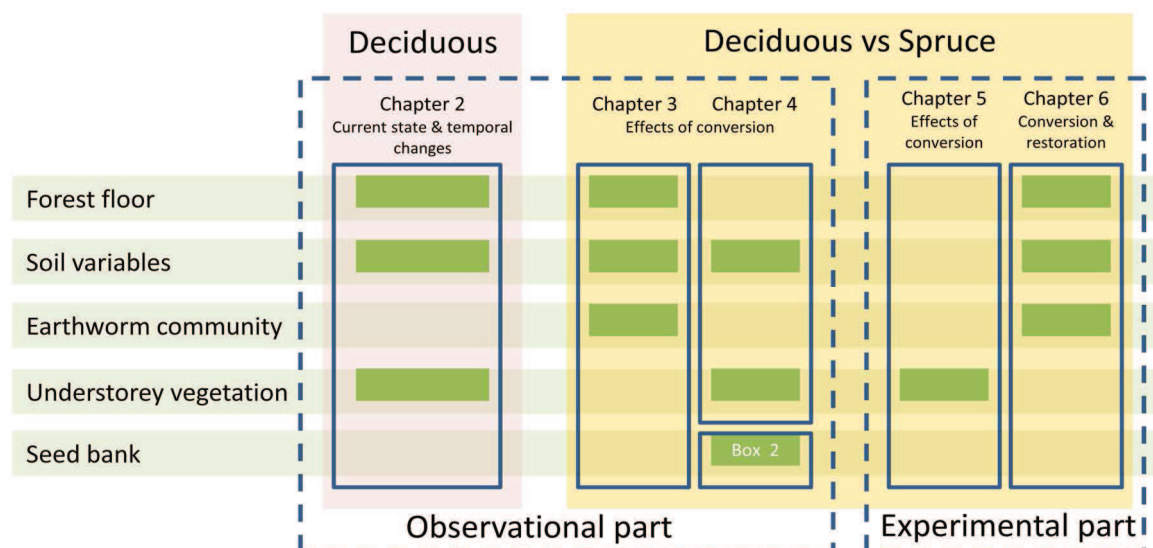 Deciduous
Deciduous vs Spruce
Chapter 2
Current state & temporal
changes
Chapter 3
Chapter 4
Effects of conversion
Chapter 5
Effects of
conversion
Chapter 6
Conversion &
restoration
Forest floor
Soil variables
Earthworm community
Understorey vegetation
Seed bank
Box 2
Observational part
Experimental part